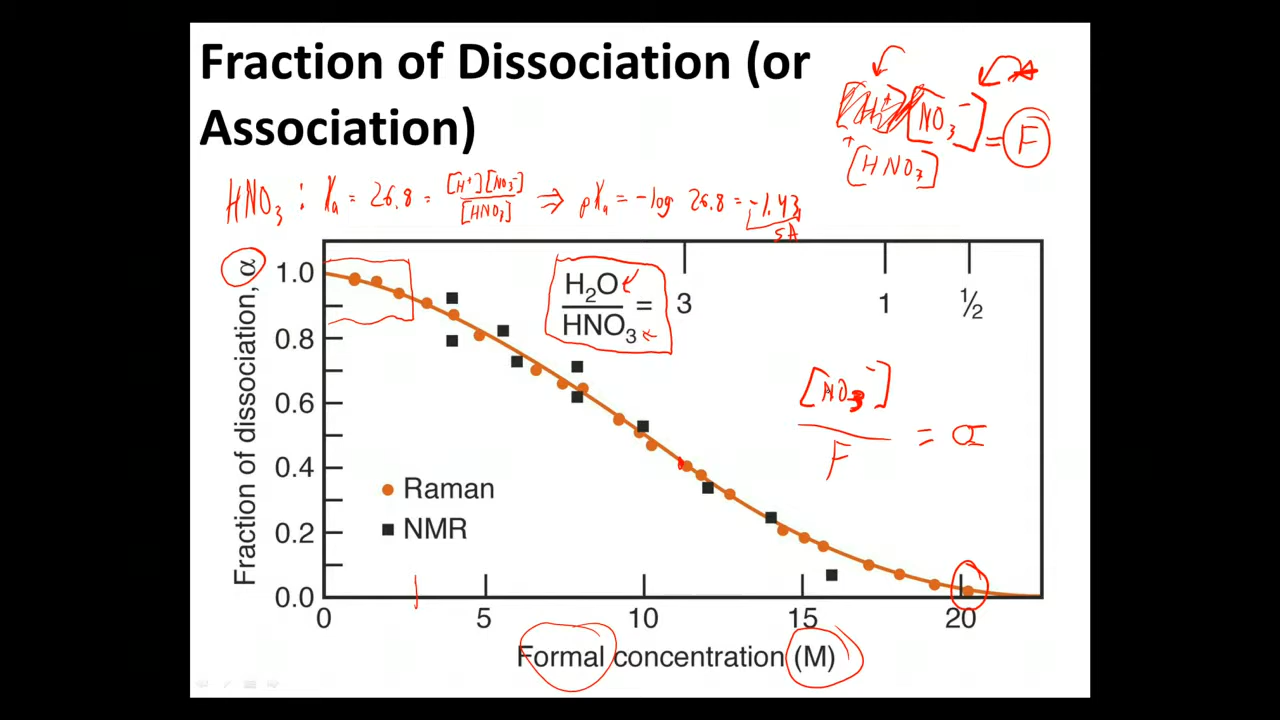 Fraction of Dissociation (or
Association)
[H⁺] [NO₃⁻] = F
+ [HNO₃]
HNO₃ : Kₐ = 26.8 = [H⁺][NO₃⁻] / [HNO₃] ⇒ pKₐ = -log 26.8 = -1.43
SA
Fraction of dissociation, α
1.0
0.8
0.6
0.4
0.2
0.0
H₂O / HNO₃ = 3 1 ½
[NO₃⁻] / F = α
Raman
NMR
0 5 10 15 20
Formal concentration (M)